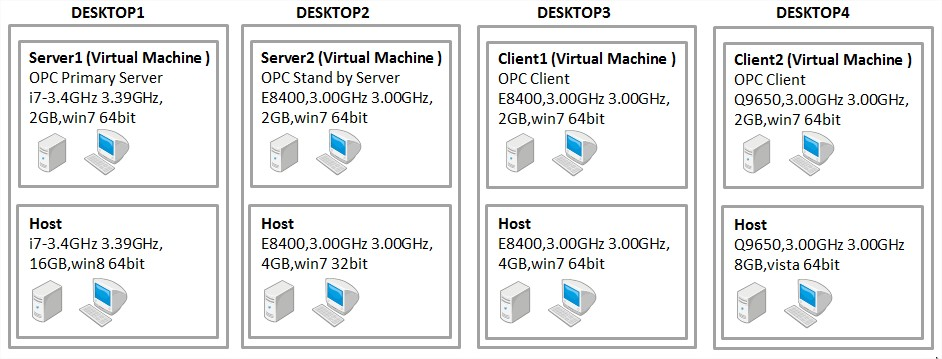 DESKTOP1
Server1 (Virtual Machine )
OPC Primary Server
i7-3.4GHz 3.39GHz,
2GB,win7 64bit
Host
i7-3.4GHz 3.39GHz,
16GB,win8 64bit
DESKTOP2
Server2 (Virtual Machine )
OPC Stand by Server
E8400,3.00GHz 3.00GHz,
2GB,win7 64bit
Host
E8400,3.00GHz 3.00GHz,
4GB,win7 32bit
DESKTOP3
Client1 (Virtual Machine )
OPC Client
E8400,3.00GHz 3.00GHz,
2GB,win7 64bit
Host
E8400,3.00GHz 3.00GHz,
4GB,win7 64bit
DESKTOP4
Client2 (Virtual Machine )
OPC Client
Q9650,3.00GHz 3.00GHz,
2GB,win7 64bit
Host
Q9650,3.00GHz 3.00GHz
8GB,vista 64bit